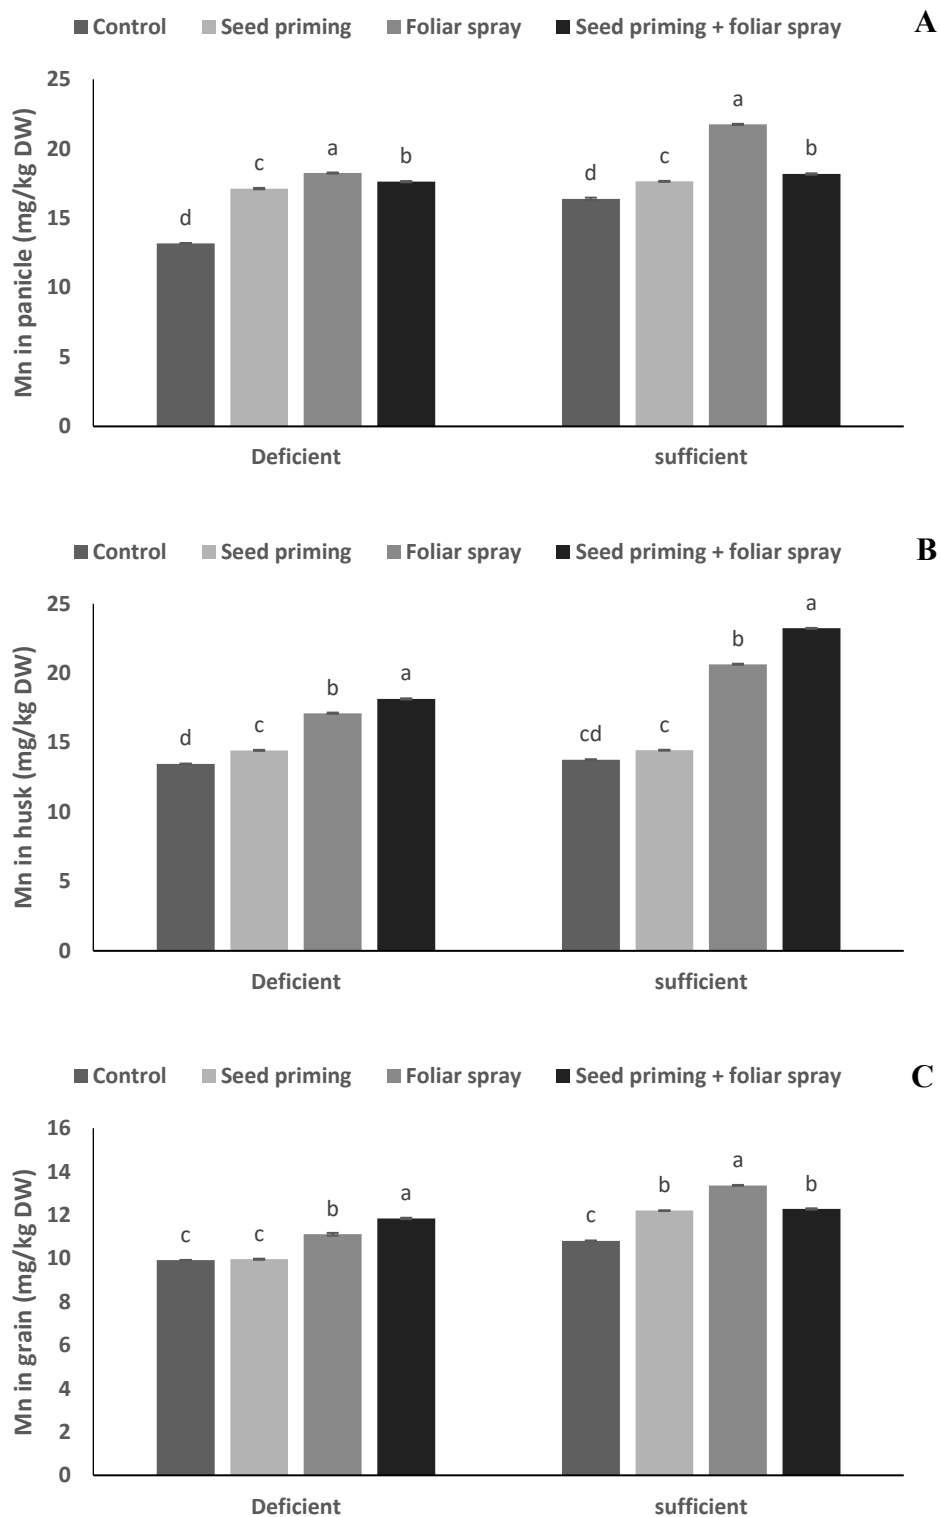 Control Seed priming Foliar spray Seed priming + foliar spray A
Mn in panicle (mg/kg DW)
25
20
15
10
5
0
d c a b d c a b
Deficient sufficient
Control Seed priming Foliar spray Seed priming + foliar spray B
Mn in husk (mg/kg DW)
25
20
15
10
5
0
d c b a cd c b a
Deficient sufficient
Control Seed priming Foliar spray Seed priming + foliar spray C
Mn in grain (mg/kg DW)
16
14
12
10
8
6
4
2
0
c c b a c b a b
Deficient sufficient